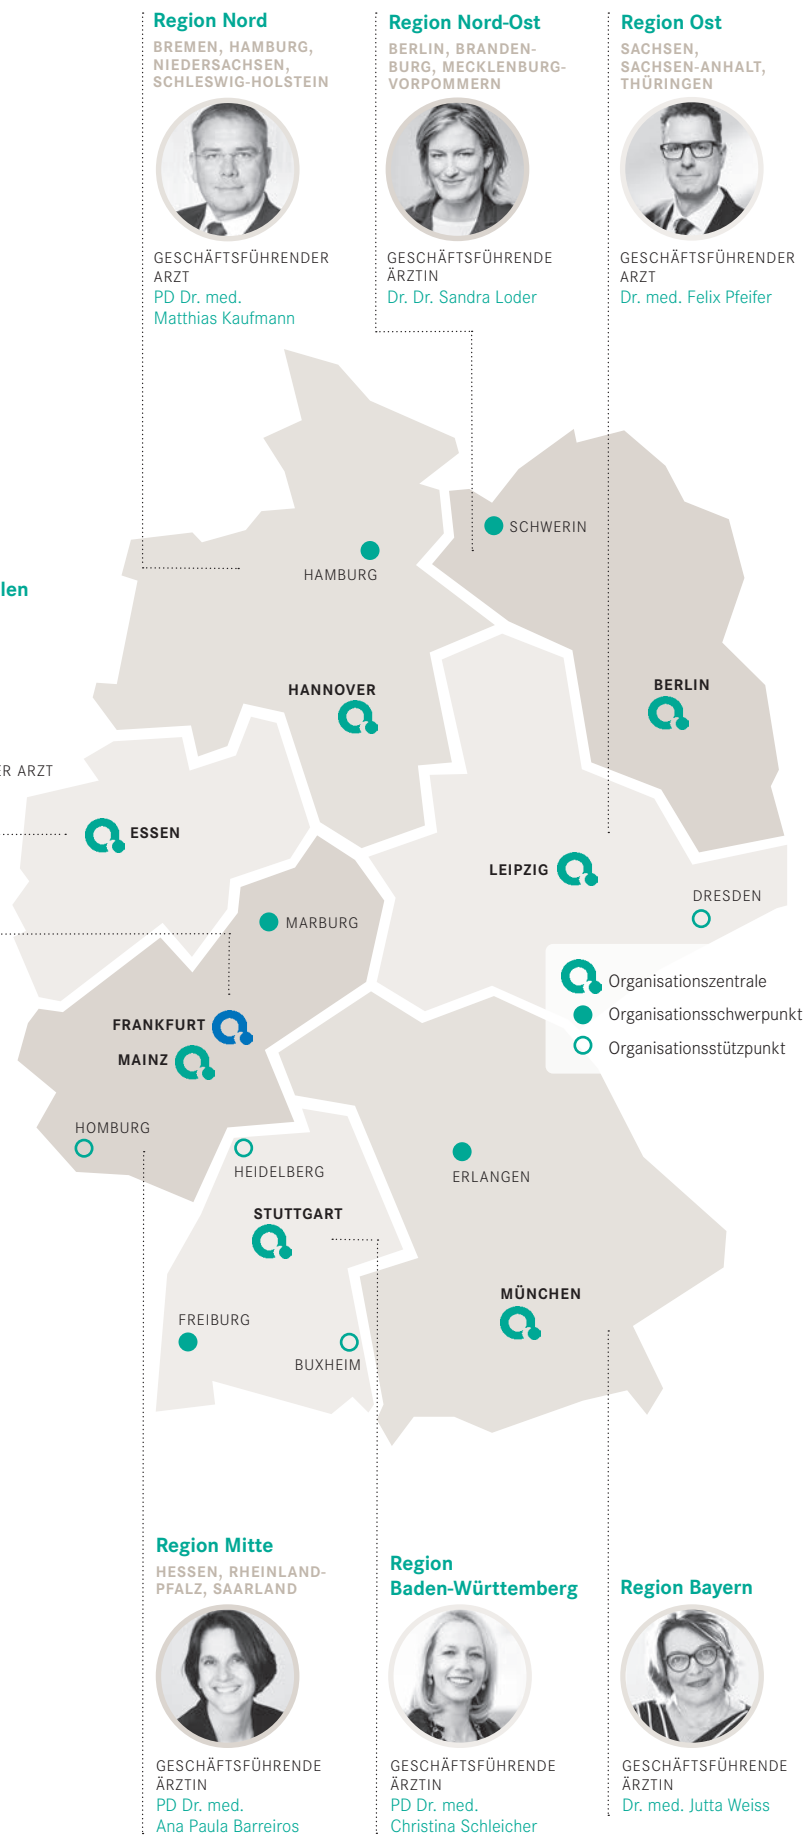 Region Nord
BREMEN, HAMBURG,
NIEDERSACHSEN,
SCHLESWIG-HOLSTEIN
GESCHÄFTSFÜHRENDER
ARZT
PD Dr. med.
Matthias Kaufmann
Region Nord-Ost
BERLIN, BRANDEN-
BURG, MECKLENBURG-
VORPOMMERN
GESCHÄFTSFÜHRENDE
ÄRZTIN
Dr. Dr. Sandra Loder
Region Ost
SACHSEN,
SACHSEN-ANHALT,
THÜRINGEN
GESCHÄFTSFÜHRENDER
ARZT
Dr. med. Felix Pfeifer
SCHWERIN
HAMBURG
len
HANNOVER
BERLIN
ER ARZT
ESSEN
LEIPZIG
DRESDEN
MARBURG
Organisationszentrale
Organisationsschwerpunkt
Organisationsstützpunkt
FRANKFURT
MAINZ
HOMBURG
HEIDELBERG
ERLANGEN
STUTTGART
MÜNCHEN
FREIBURG
BUXHEIM
Region Mitte
HESSEN, RHEINLAND-
PFALZ, SAARLAND
GESCHÄFTSFÜHRENDE
ÄRZTIN
PD Dr. med.
Ana Paula Barreiros
Region
Baden-Württemberg
GESCHÄFTSFÜHRENDE
ÄRZTIN
PD Dr. med.
Christina Schleicher
Region Bayern
GESCHÄFTSFÜHRENDE
ÄRZTIN
Dr. med. Jutta Weiss